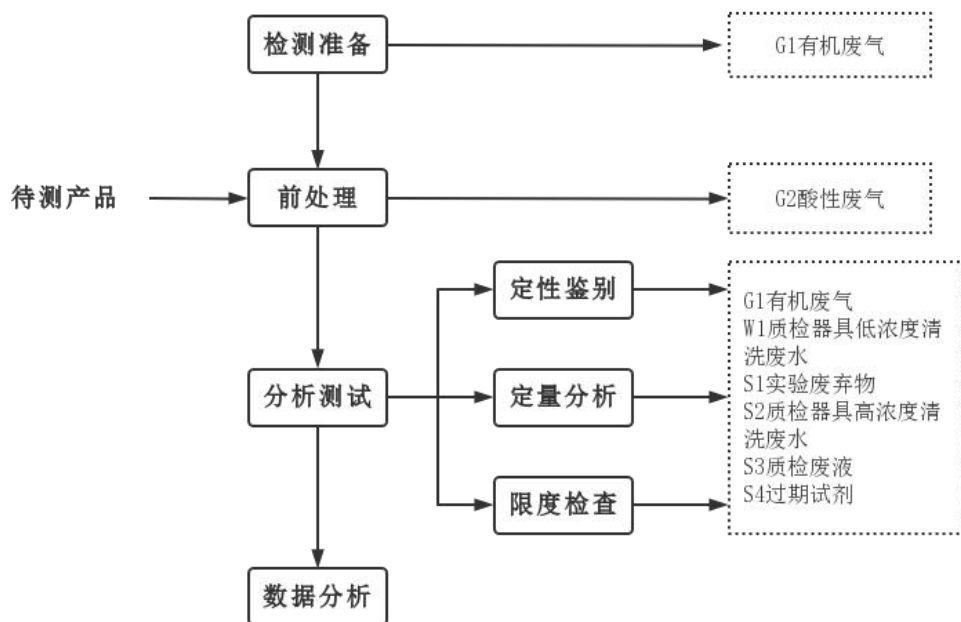 检测准备
G1有机废气
待测产品
前处理
G2酸性废气
定性鉴别
G1有机废气
W1质检器具低浓度清
洗废水
S1实验废弃物
S2质检器具高浓度清
洗废水
S3质检废液
S4过期试剂
分析测试
定量分析
限度检查
数据分析